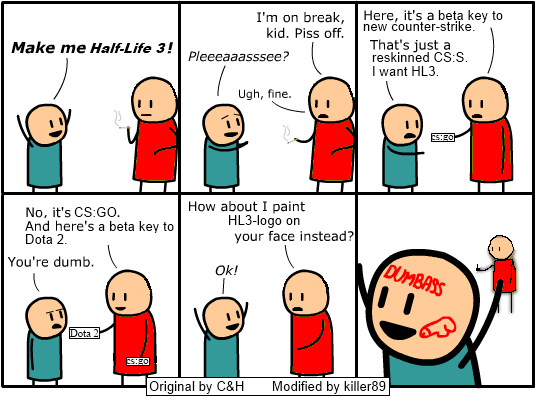 Make me Half-Life 3!
I'm on break,
kid. Piss off.
Pleeeaaasssee?
Ugh, fine.
Here, it's a beta key to
new counter-strike.
That's just a
reskinned CS:S.
I want HL3.
cs:go
No, it's CS:GO.
And here's a beta key to
Dota 2.
You're dumb.
Dota 2
cs:go
How about I paint
HL3-logo on
your face instead?
Ok!
DUMBASS
Original by C&H
Modified by killer89